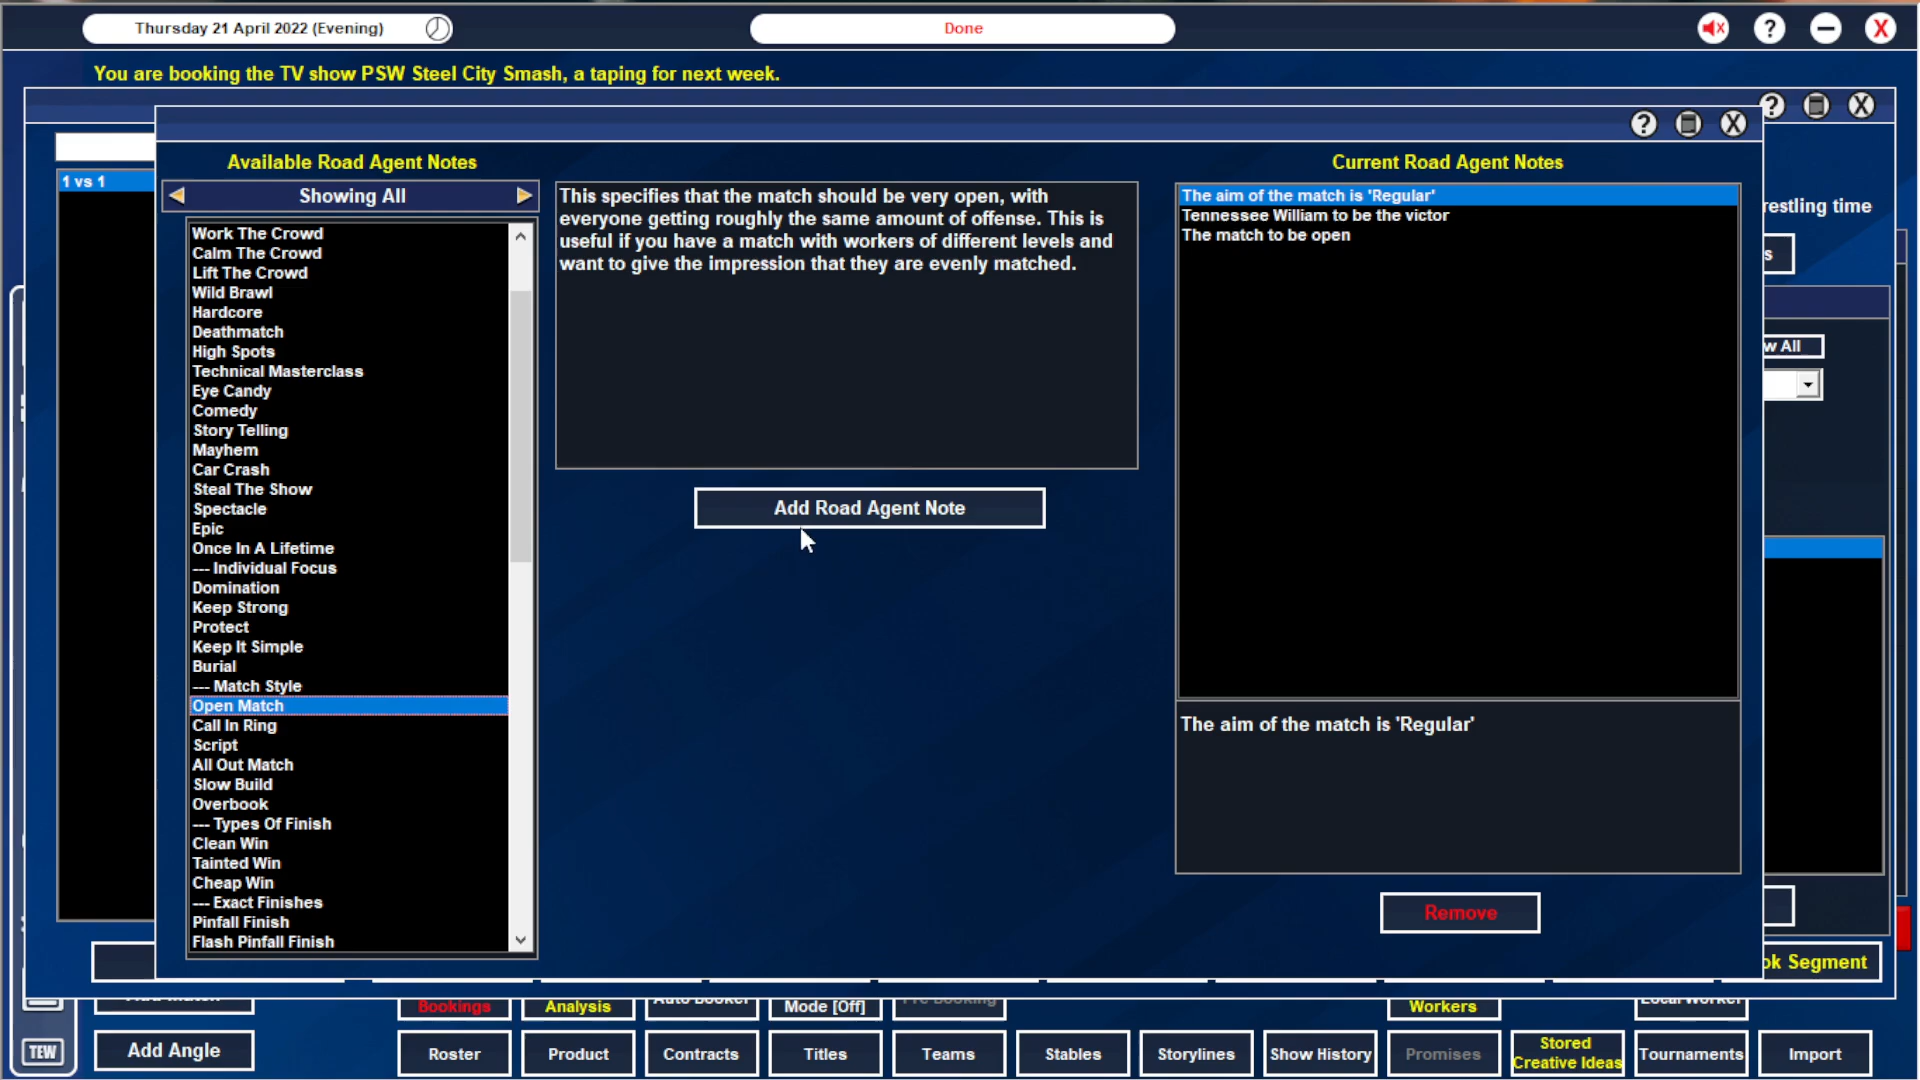 Thursday 21 April 2022 (Evening)
Done
?
X
You are booking the TV show PSW Steel City Smash, a taping for next week.
?
X
?
X
Available Road Agent Notes
Current Road Agent Notes
1 vs 1
Showing All
Work The Crowd
Calm The Crowd
Lift The Crowd
Wild Brawl
Hardcore
Deathmatch
High Spots
Technical Masterclass
Eye Candy
Comedy
Story Telling
Mayhem
Car Crash
Steal The Show
Spectacle
Epic
Once In A Lifetime
--- Individual Focus
Domination
Keep Strong
Protect
Keep It Simple
Burial
--- Match Style
Open Match
Call In Ring
Script
All Out Match
Slow Build
Overbook
--- Types Of Finish
Clean Win
Tainted Win
Cheap Win
--- Exact Finishes
Pinfall Finish
Flash Pinfall Finish
This specifies that the match should be very open, with
everyone getting roughly the same amount of offense. This is
useful if you have a match with workers of different levels and
want to give the impression that they are evenly matched.
Add Road Agent Note
The aim of the match is 'Regular'
Tennessee William to be the victor
The match to be open
The aim of the match is 'Regular'
Remove
restling time
s
w All
ok Segment
Bookings
Analysis
Auto Booker
Mode [Off]
Pre Booking
Workers
Local Worker
TEW
Add Angle
Roster
Product
Contracts
Titles
Teams
Stables
Storylines
Show History
Promises
Stored
Creative Ideas
Tournaments
Import